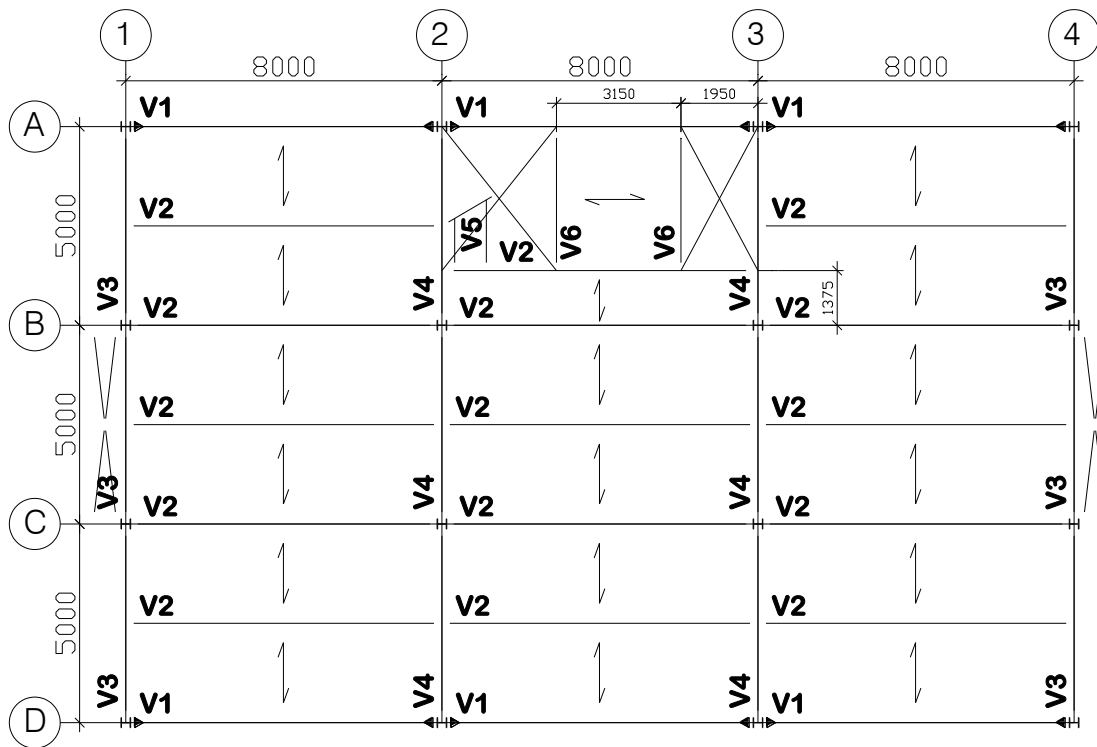 1 2 3 4
8000 8000 8000
3150 1950
A V1 V1 V1
5000
V2 V5 V2 V6 V6 V2
V3 V4 V4 V3
1375
B V2 V2 V2
5000
V2 V2 V2
V3 V4 V4 V3
C V2 V2 V2
5000
V2 V2 V2
V3 V4 V4 V3
D V1 V1 V1